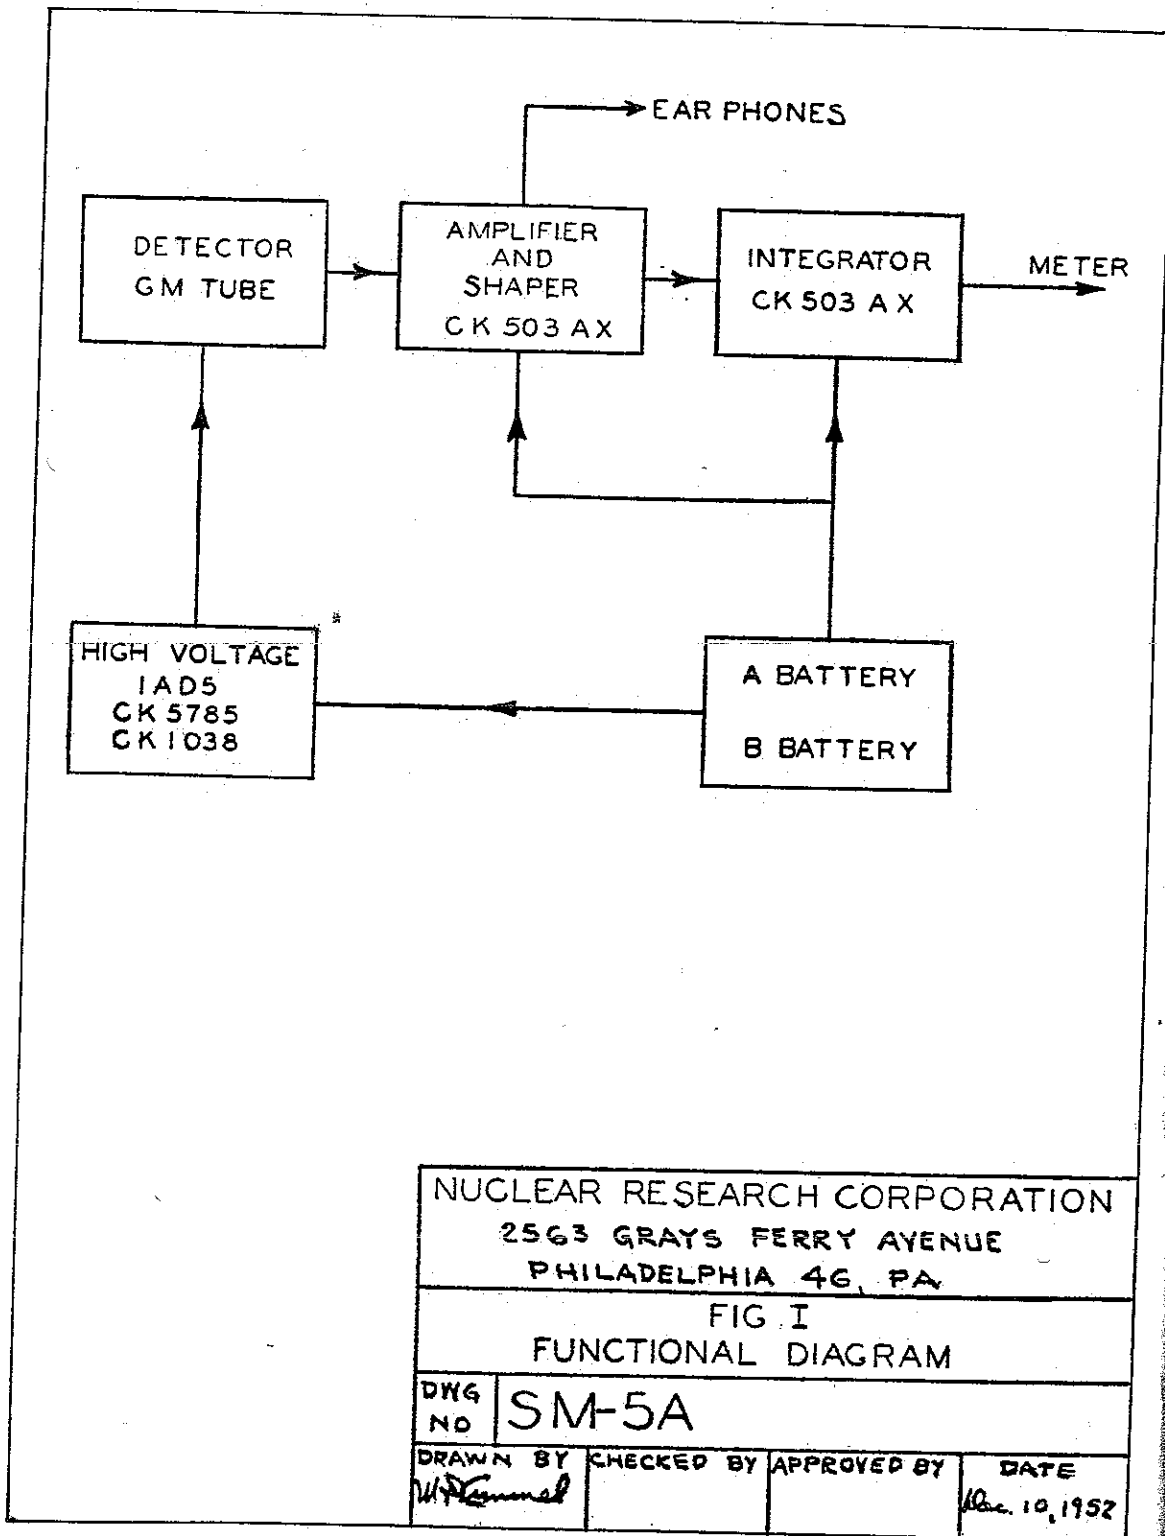 EAR PHONES
DETECTOR
GM TUBE
AMPLIFIER
AND
SHAPER
CK 503 AX
INTEGRATOR
CK 503 AX
METER
HIGH VOLTAGE
1AD5
CK 5785
CK 1038
A BATTERY
B BATTERY
NUCLEAR RESEARCH CORPORATION
2563 GRAYS FERRY AVENUE
PHILADELPHIA 46, PA
FIG I
FUNCTIONAL DIAGRAM
DWG
NO
SM-5A
DRAWN BY
CHECKED BY
APPROVED BY
DATE
Dec. 10, 1952